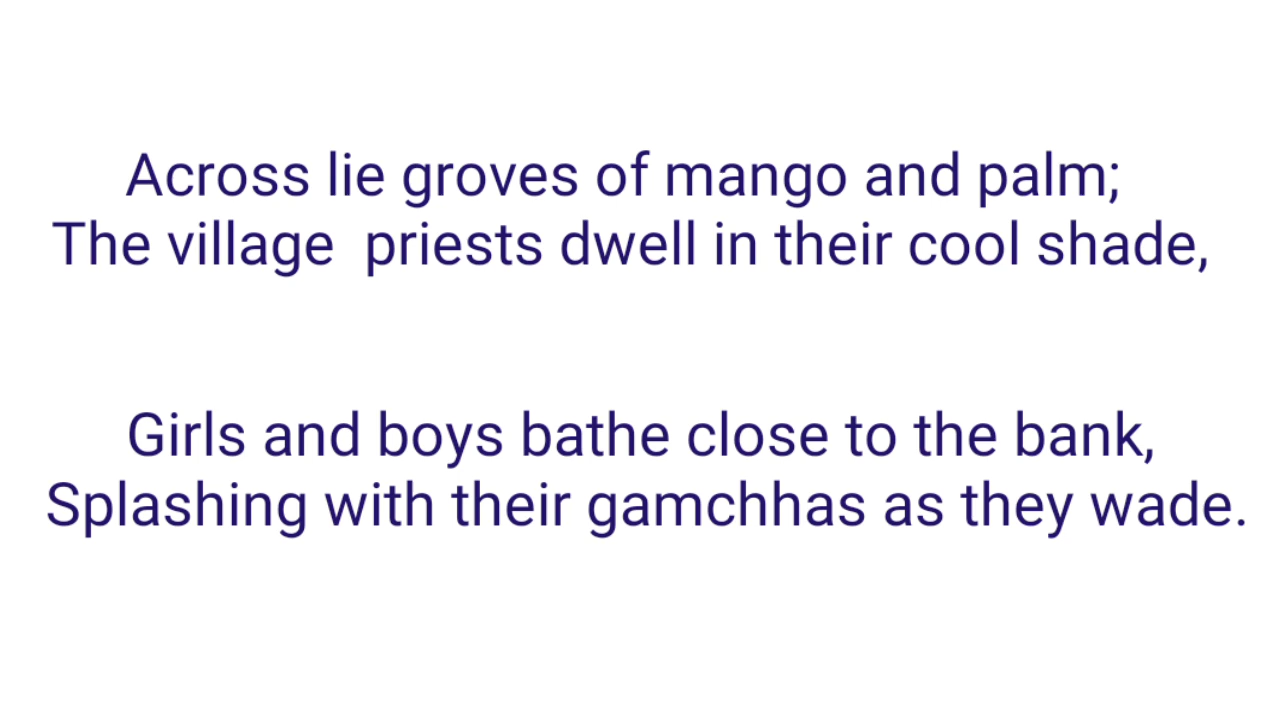 Across lie groves of mango and palm;
The village  priests dwell in their cool shade,
Girls and boys bathe close to the bank,
Splashing with their gamchhas as they wade.